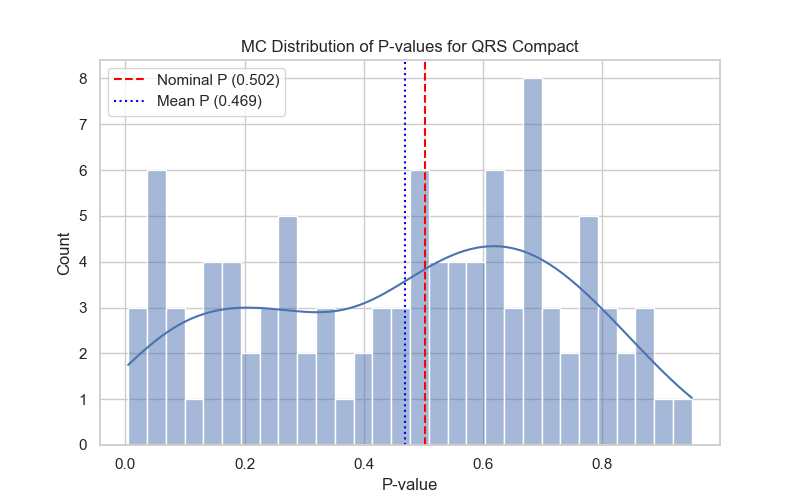 MC Distribution of P-values for QRS Compact
Nominal P (0.502)
Mean P (0.469)
Count
8
7
6
5
4
3
2
1
0
0.0 0.2 0.4 0.6 0.8
P-value